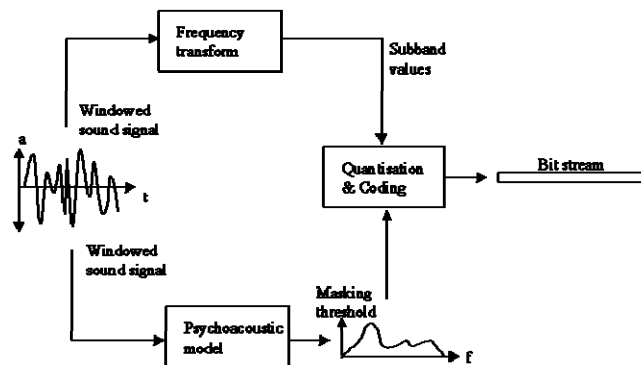 Frequency
transform
Subband
values
Windowed
sound signal
a
t
Quantisation
& Coding
Bit stream
Windowed
sound signal
Masking
threshold
Psychoacoustic
model
f